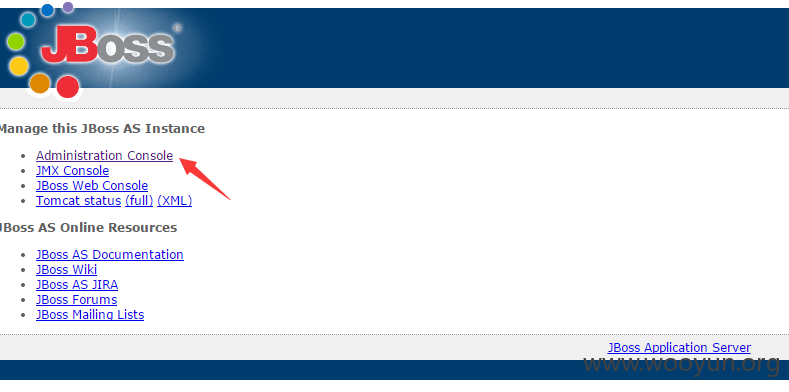 JBoss®
Manage this JBoss AS Instance
Administration Console
JMX Console
JBoss Web Console
Tomcat status (full) (XML)
JBoss AS Online Resources
JBoss AS Documentation
JBoss Wiki
JBoss AS JIRA
JBoss Forums
JBoss Mailing Lists
JBoss Application Server
www.wooyun.org